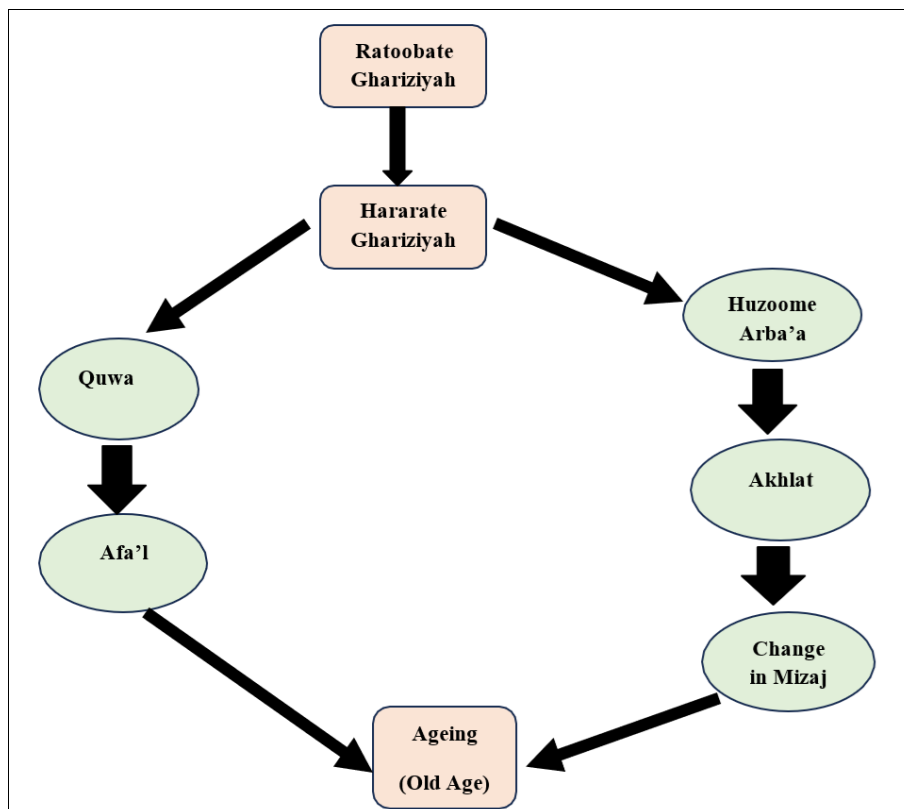 Ratoobate
Ghariziyah
Hararate
Ghariziyah
Huzoome
Arba’a
Quwa
Akhlat
Afa’l
Change
in Mizaj
Ageing
(Old Age)